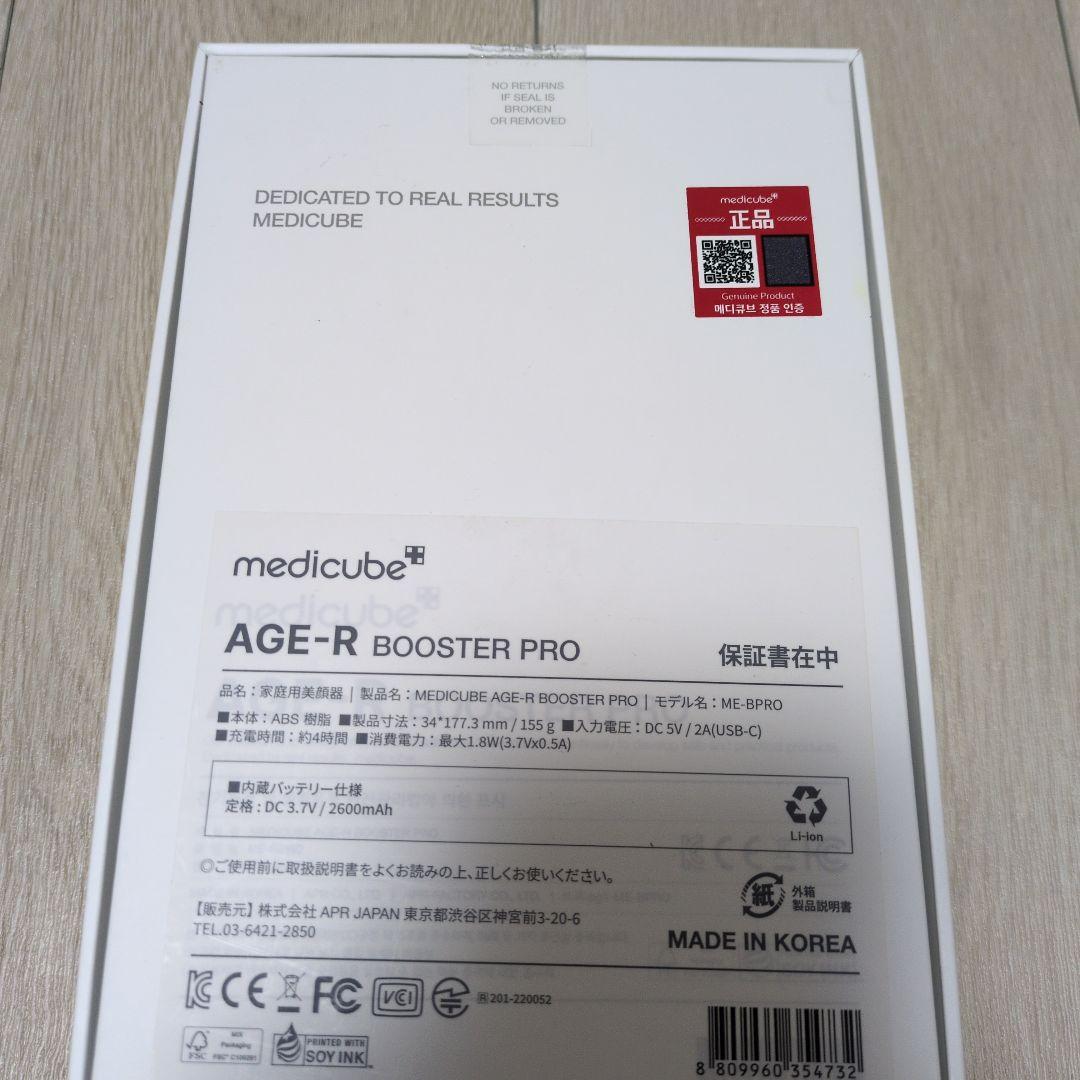 NO RETURNS
IF SEAL IS
BROKEN
OR REMOVED
DEDICATED TO REAL RESULTS
MEDICUBE
medicube
正品
Genuine Product
메디큐브 정품 인증
medicube
AGE-R BOOSTER PRO
保証書在中
品名：家庭用美顔器 | 製品名：MEDICUBE AGE-R BOOSTER PRO | モデル名：ME-BPRO
■本体：ABS 樹脂 ■製品寸法：34*177.3 mm / 155 g ■入力電圧：DC 5V / 2A(USB-C)
■充電時間：約4時間 ■消費電力：最大1.8W(3.7Vx0.5A)
■内蔵バッテリー仕様
定格：DC 3.7V / 2600mAh
Li-ion
◎ご使用前に取扱説明書をよくお読みの上、正しくお使いください。
紙 外箱
製品説明書
【販売元】株式会社 APR JAPAN 東京都渋谷区神宮前3-20-6
TEL.03-6421-2850
MADE IN KOREA
KC CE FC VCI R 201-220052
FSC MIX
Packaging
PRINTED WITH
SOY INK
8 809960 354732